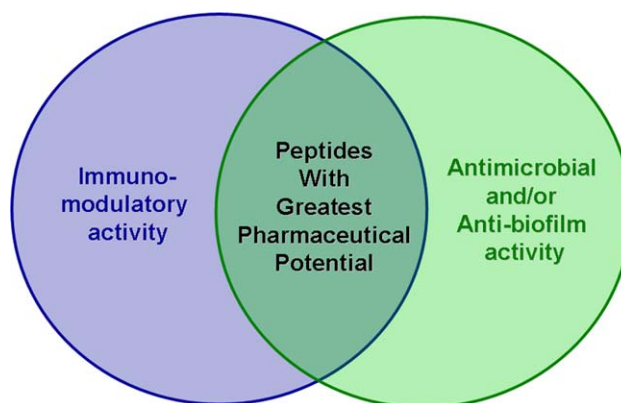 Immuno-
modulatory
activity
Peptides
With
Greatest
Pharmaceutical
Potential
Antimicrobial
and/or
Anti-biofilm
activity